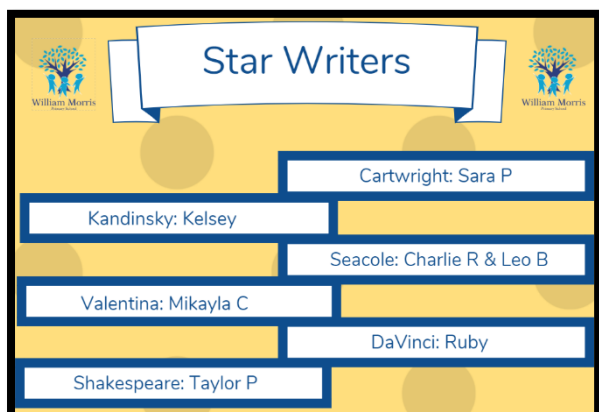 Star Writers
William Morris
Primary School
William Morris
Primary School
Cartwright: Sara P
Kandinsky: Kelsey
Seacole: Charlie R & Leo B
Valentina: Mikayla C
DaVinci: Ruby
Shakespeare: Taylor P